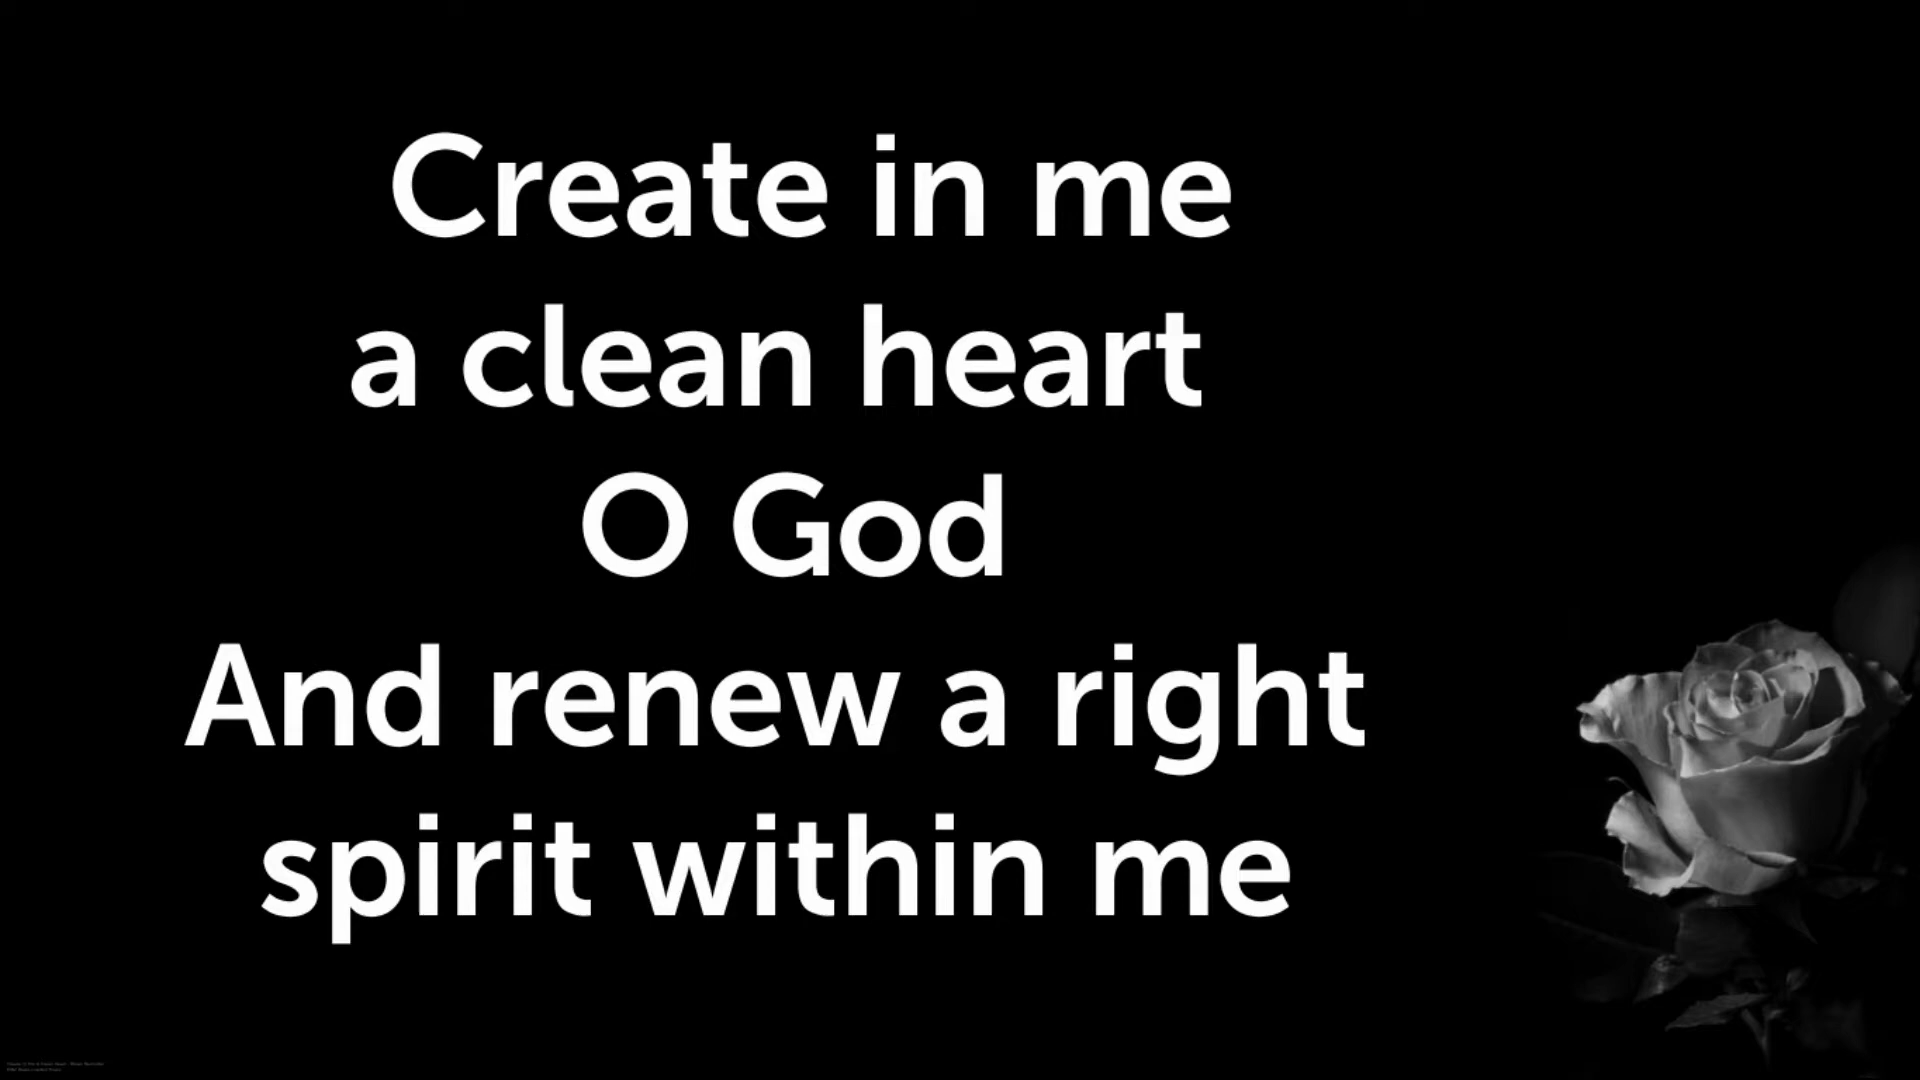 Create in me
a clean heart
O God
And renew a right
spirit within me